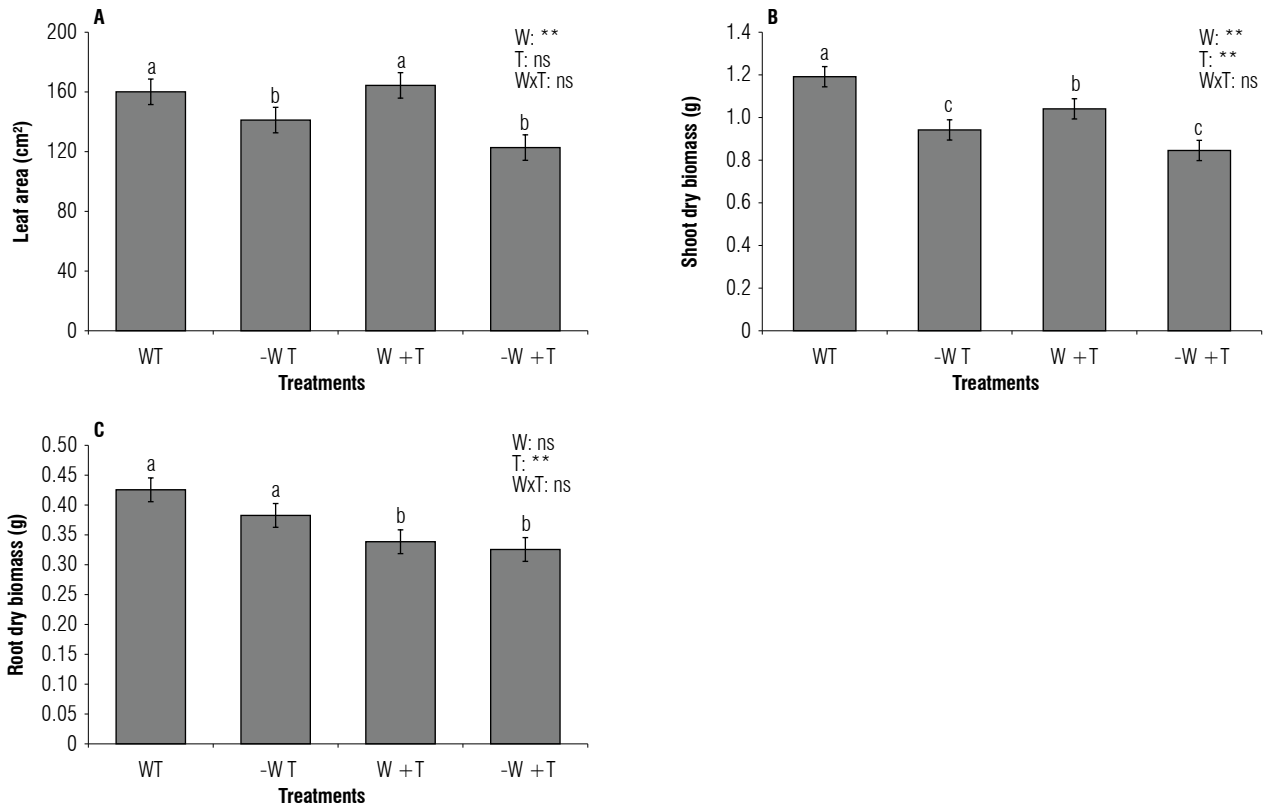 A
200
160
120
80
40
0
Leaf area (cm²)
a
b
a
b
W: **
T: ns
WxT: ns
WT
-W T
W +T
-W +T
Treatments
B
1.4
1.2
1.0
0.8
0.6
0.4
0.2
0
Shoot dry biomass (g)
a
c
b
c
W: **
T: **
WxT: ns
WT
-W T
W +T
-W +T
Treatments
C
0.50
0.45
0.40
0.35
0.30
0.25
0.20
0.15
0.10
0.05
0
Root dry biomass (g)
a
a
b
b
W: ns
T: **
WxT: ns
WT
-W T
W +T
-W +T
Treatments